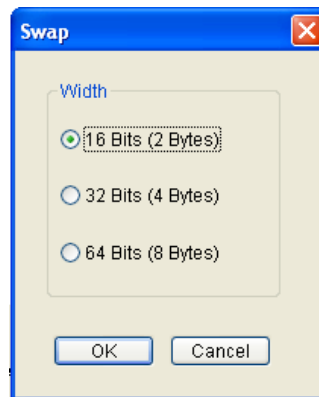 Swap
Width
16 Bits (2 Bytes)
32 Bits (4 Bytes)
64 Bits (8 Bytes)
OK Cancel